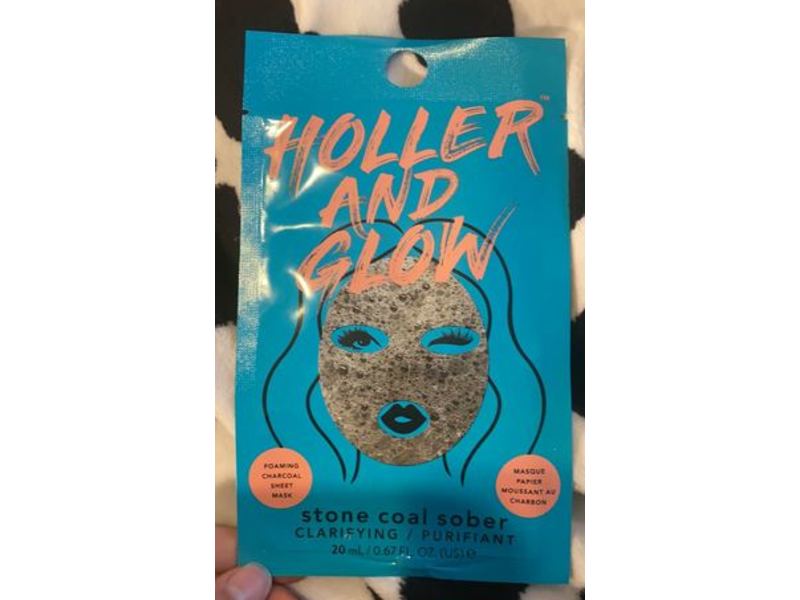 HOLLER™
AND
GLOW
FOAMING
CHARCOAL
SHEET
MASK
MASQUE
PAPIER
MOUSSANT AU
CHARBON
stone coal sober
CLARIFYING / PURIFIANT
20 mL / 0.67 FL. OZ. (US) ℮